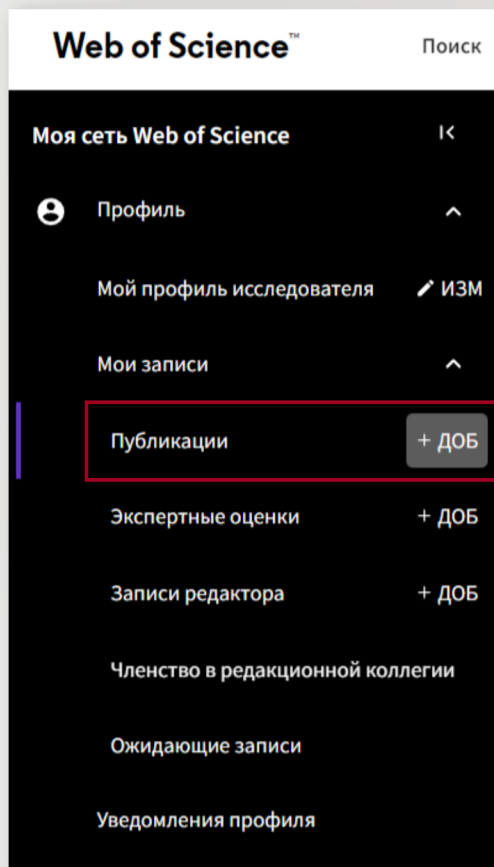 Web of Science™ Поиск
Моя сеть Web of Science
Профиль
Мой профиль исследователя ИЗМ
Мои записи
Публикации + ДОБ
Экспертные оценки + ДОБ
Записи редактора + ДОБ
Членство в редакционной коллегии
Ожидающие записи
Уведомления профиля